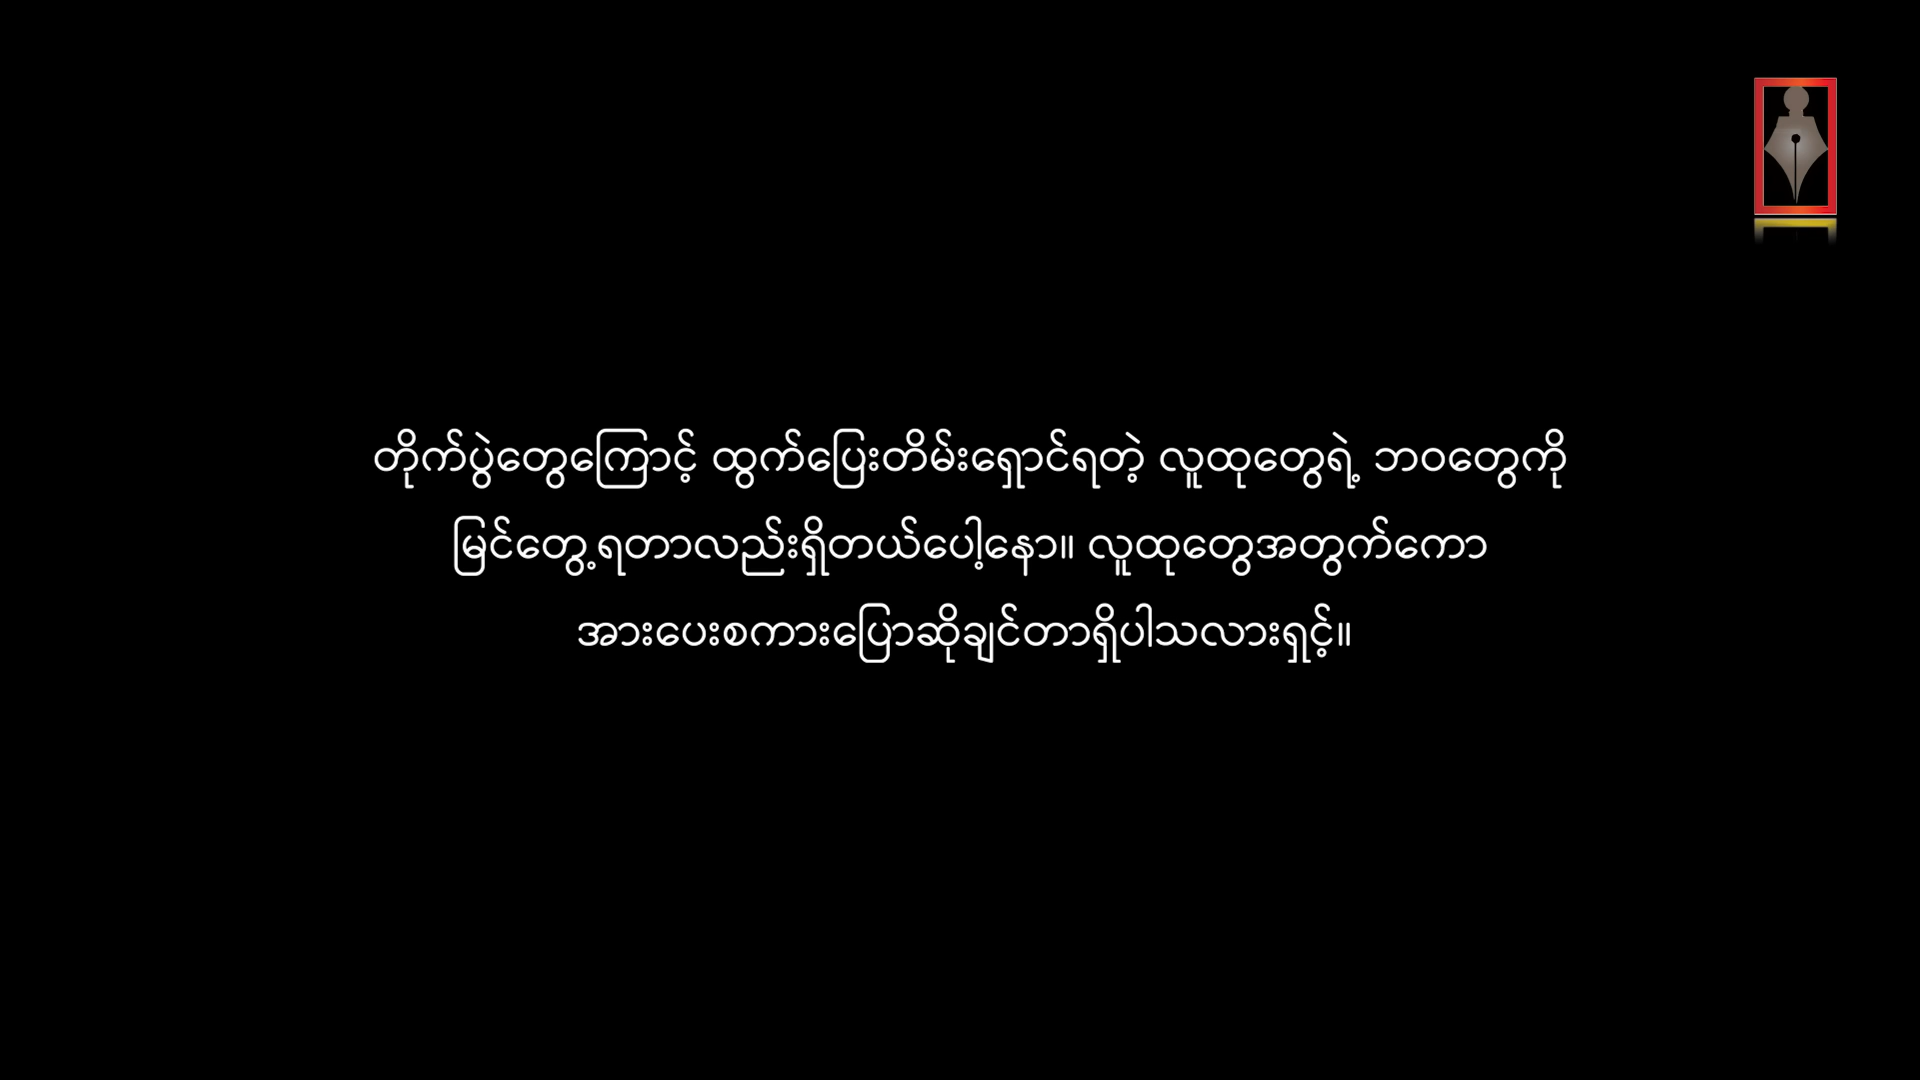 တိုက်ပွဲတွေကြောင့် ထွက်ပြေးတိမ်းရှောင်ရတဲ့ လူထုတွေရဲ့ ဘဝတွေကို
မြင်တွေ့ရတာလည်းရှိတယ်ပေါ့နော။ လူထုတွေအတွက်ကော
အားပေးစကားပြောဆိုချင်တာရှိပါသလားရှင့်။